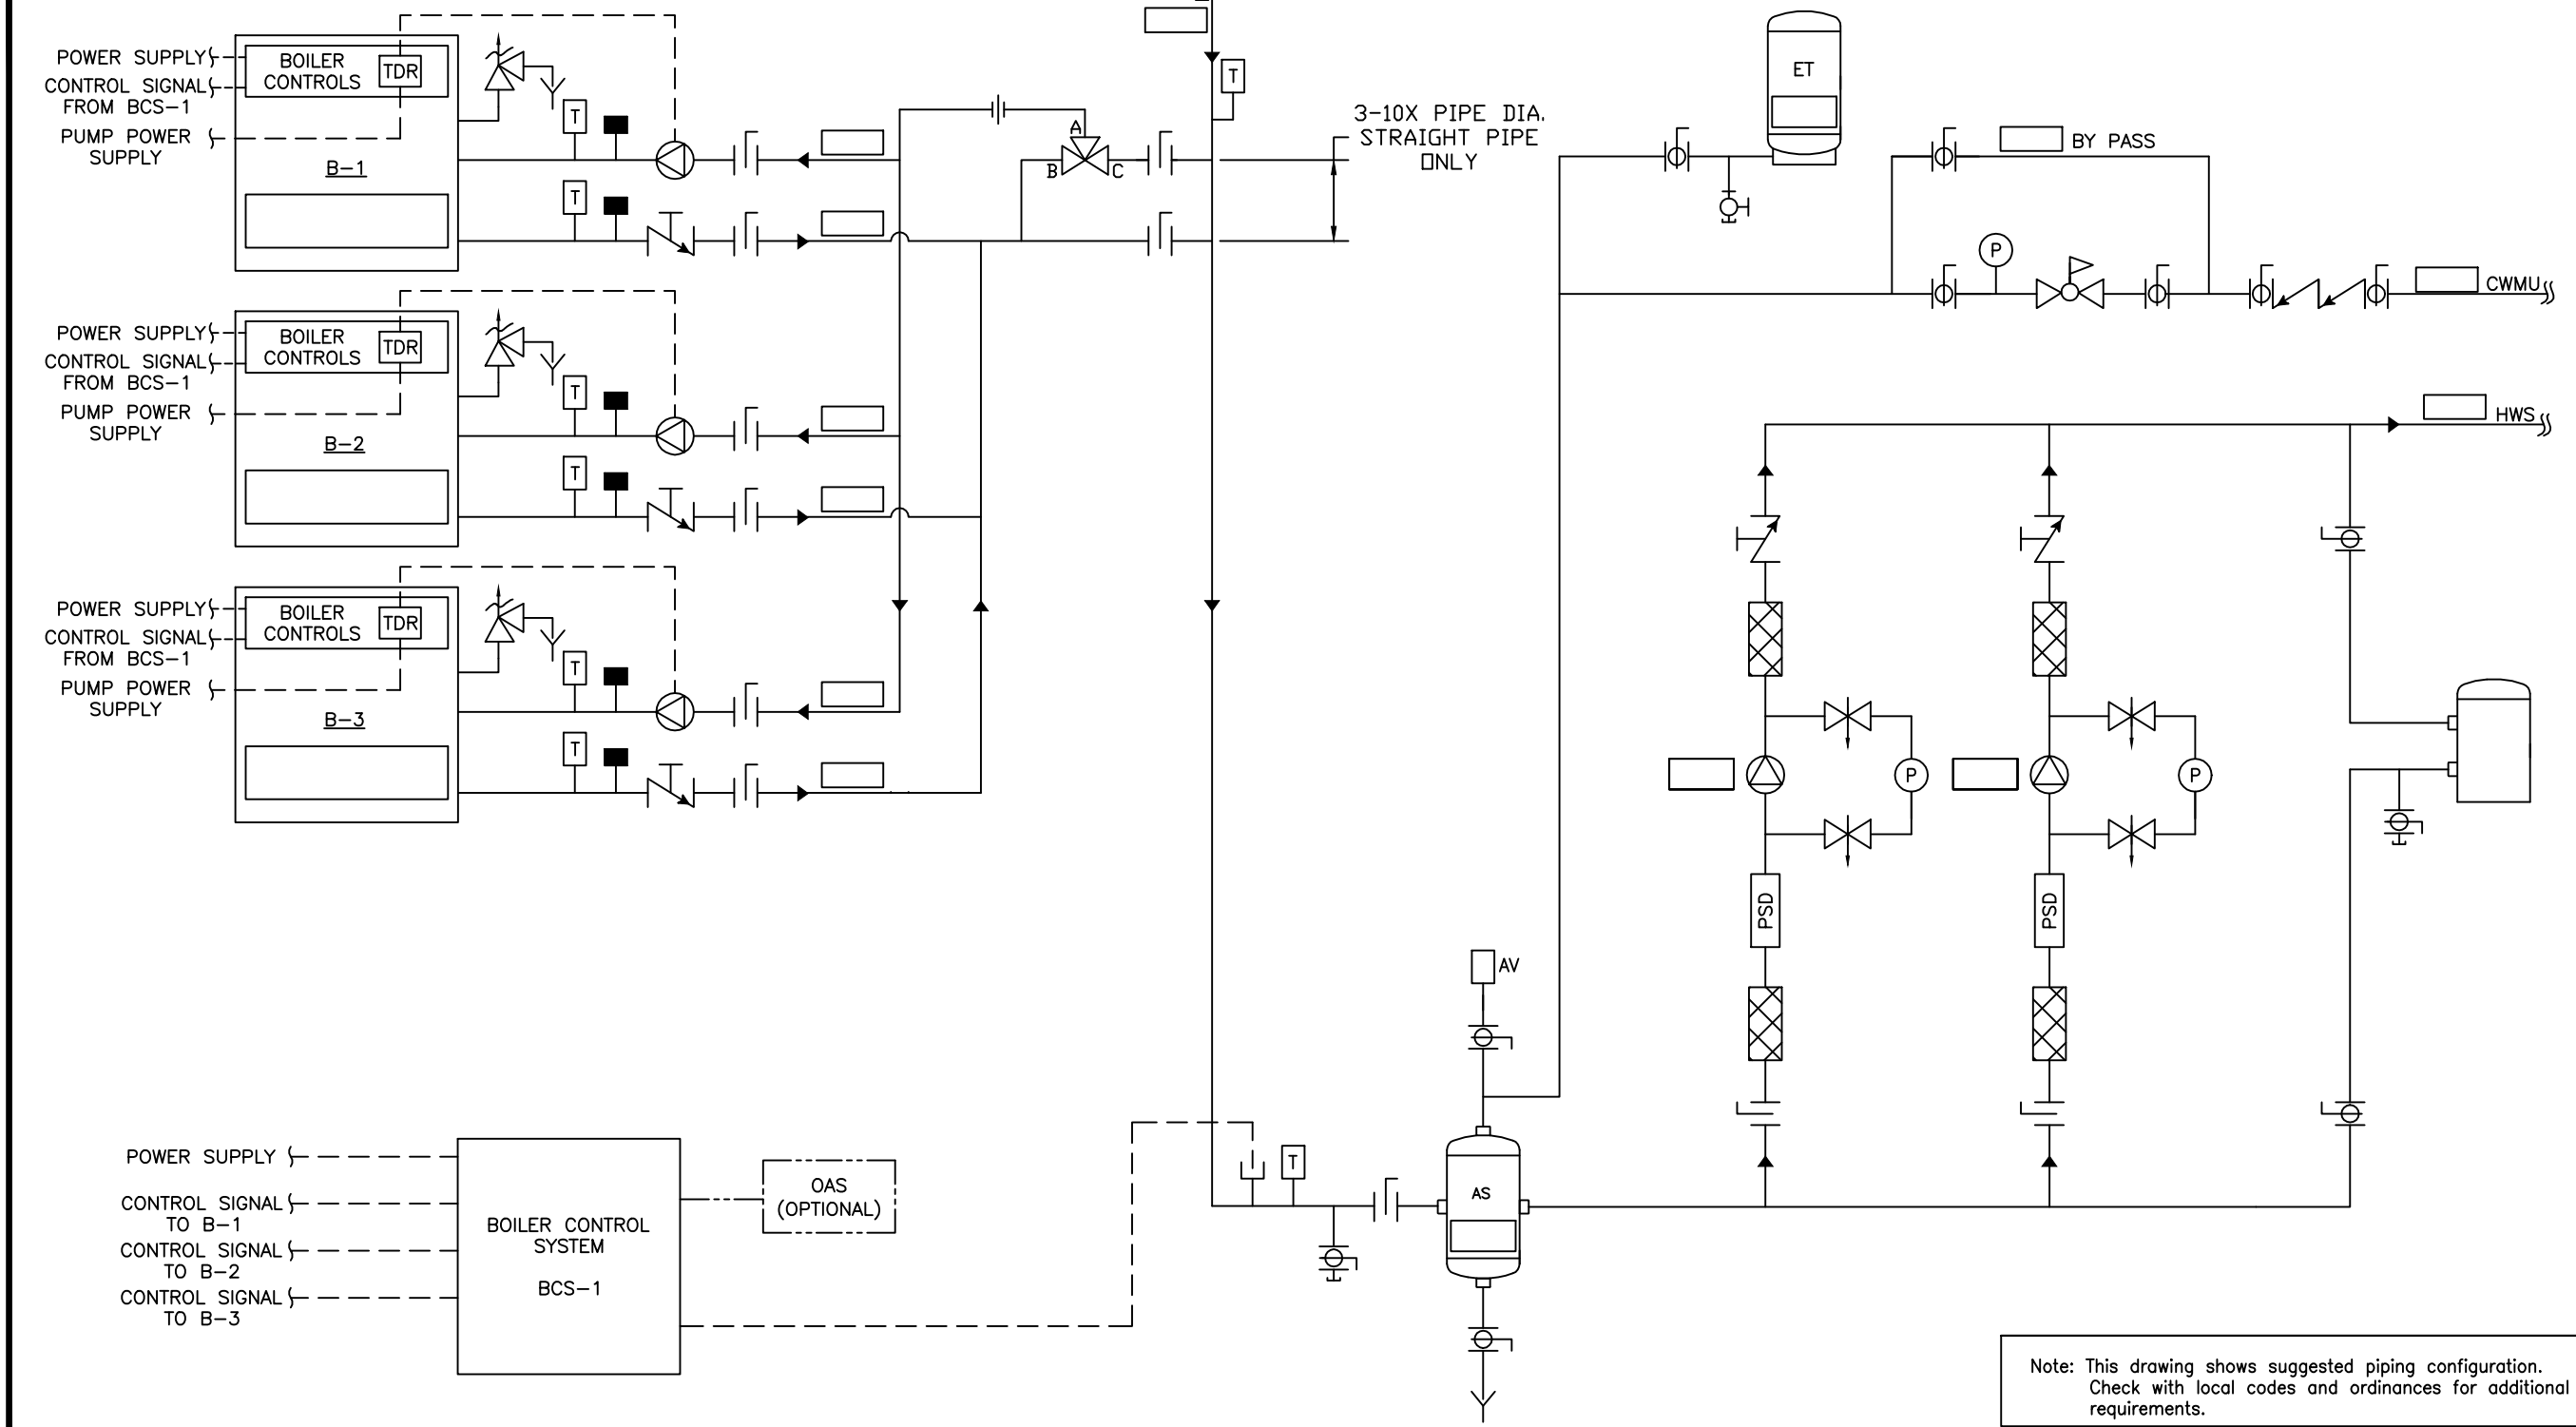 POWER SUPPLY
CONTROL SIGNAL
FROM BCS-1
PUMP POWER
SUPPLY
BOILER
CONTROLS
TDR
B-1
T
T
POWER SUPPLY
CONTROL SIGNAL
FROM BCS-1
PUMP POWER
SUPPLY
BOILER
CONTROLS
TDR
B-2
T
T
POWER SUPPLY
CONTROL SIGNAL
FROM BCS-1
PUMP POWER
SUPPLY
BOILER
CONTROLS
TDR
B-3
T
T
A
B
C
T
3-10X PIPE DIA.
STRAIGHT PIPE
ONLY
ET
BY PASS
P
CWMU
HWS
P
P
PSD
PSD
AV
AS
T
POWER SUPPLY
CONTROL SIGNAL
TO B-1
CONTROL SIGNAL
TO B-2
CONTROL SIGNAL
TO B-3
BOILER CONTROL
SYSTEM
BCS-1
OAS
(OPTIONAL)
Note: This drawing shows suggested piping configuration.
Check with local codes and ordinances for additional
requirements.